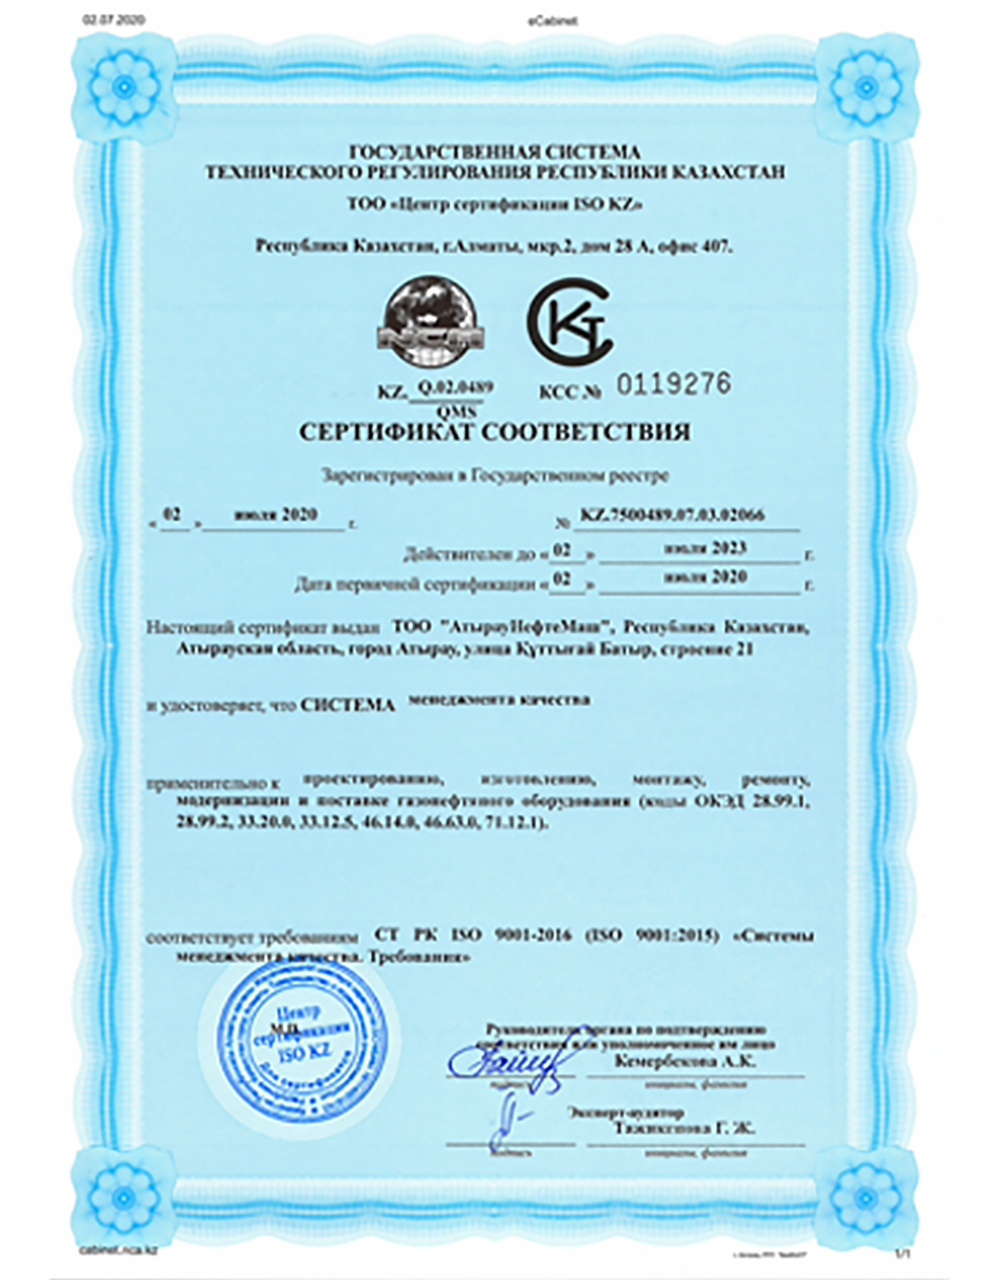 02.07.2020 eCabinet
ГОСУДАРСТВЕННАЯ СИСТЕМА
ТЕХНИЧЕСКОГО РЕГУЛИРОВАНИЯ РЕСПУБЛИКИ КАЗАХСТАН
ТОО «Центр сертификации ISO KZ»
Республика Казахстан, г.Алматы, мкр.2, дом 28 А, офис 407.
KZ. Q.02.0489
QMS
КСС № 0119276
СЕРТИФИКАТ СООТВЕТСТВИЯ
Зарегистрирован в Государственном реестре
« 02 » июля 2020 г. № KZ.7500489.07.03.02066
Действителен до « 02 » июля 2023 г.
Дата первичной сертификации « 02 » июля 2020 г.
Настоящий сертификат выдан ТОО "АтырауНефтеМаш", Республика Казахстан,
Атырауская область, город Атырау, улица Құттығай Батыр, строение 21
и удостоверяет, что СИСТЕМА менеджмента качества
применительно к проектированию, изготовлению, монтажу, ремонту,
модернизации и поставке газонефтяного оборудования (коды ОКЭД 28.99.1,
28.99.2, 33.20.0, 33.12.5, 46.14.0, 46.63.0, 71.12.1).
соответствует требованиям СТ РК ISO 9001-2016 (ISO 9001:2015) «Системы
менеджмента качества. Требования»
Центр
М.П.
сертификации
ISO KZ
Для сертификатов
Руководитель органа по подтверждению
соответствия или уполномоченное им лицо
Кемербекова А.К.
подпись инициалы, фамилия
Эксперт-аудитор
Тажикенова Г. Ж.
подпись инициалы, фамилия
cabinet.nca.kz 1/1